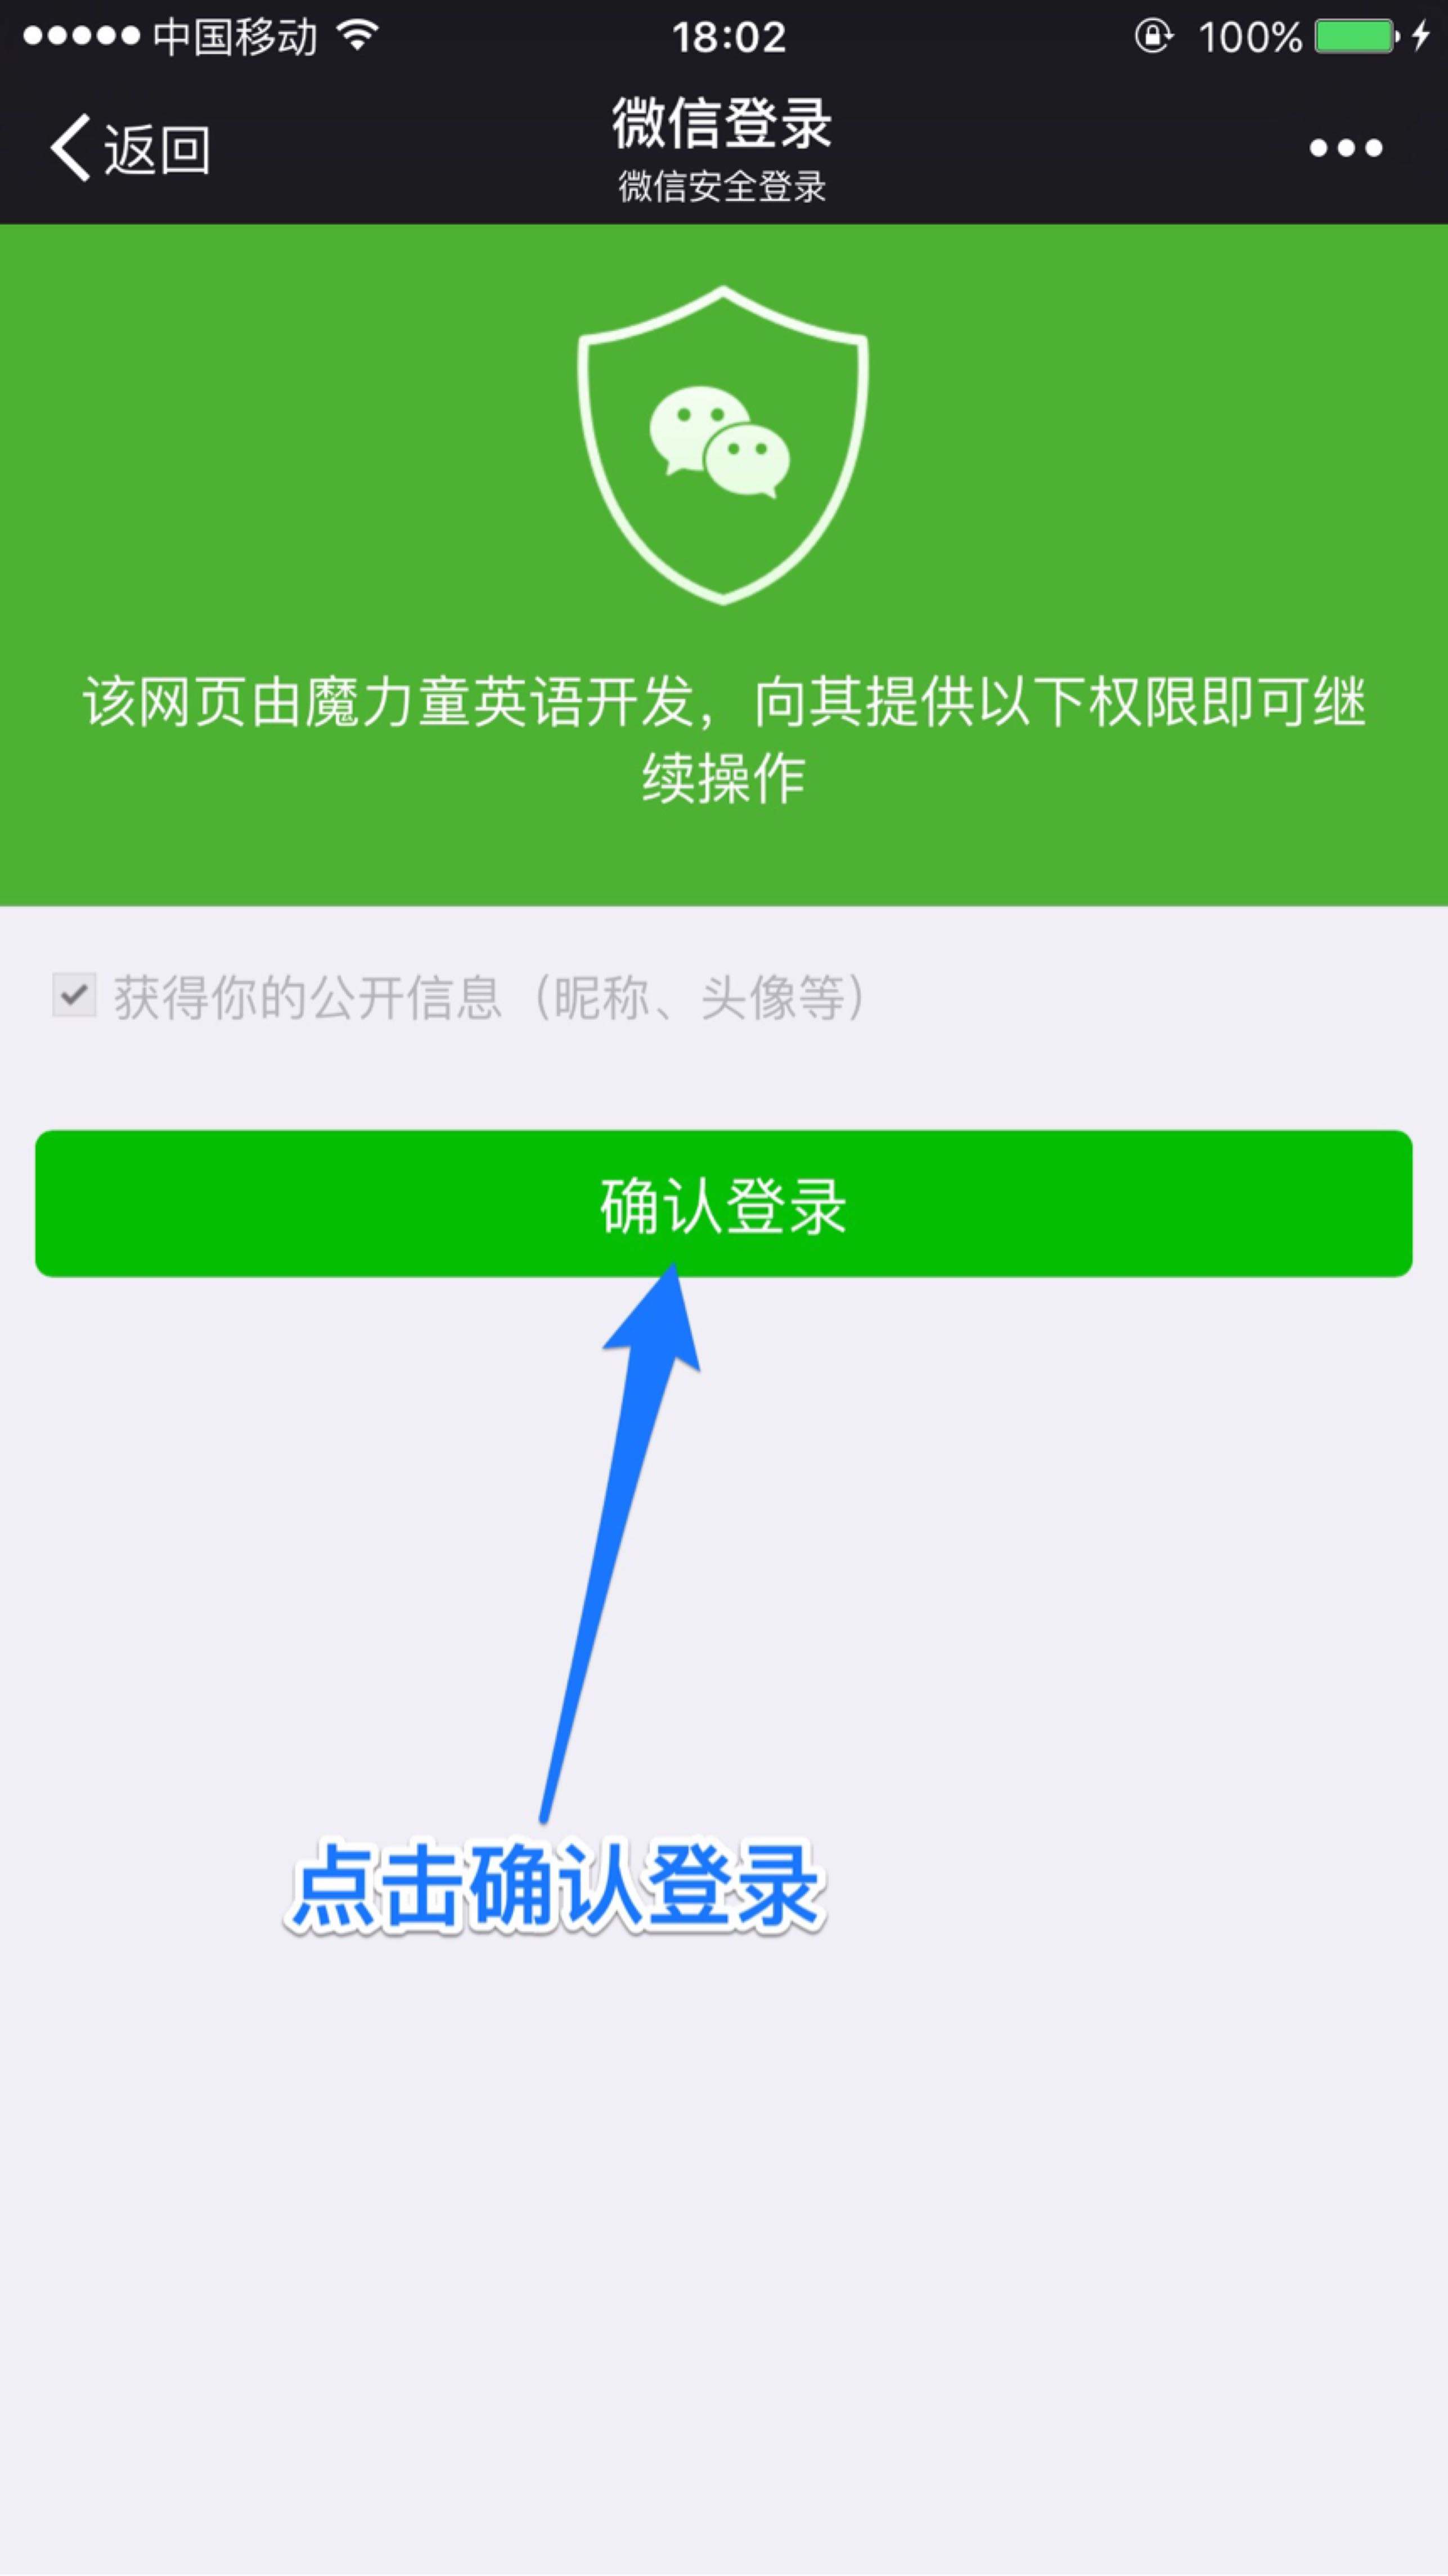 中国移动
18:02
100%
返回
微信登录
微信安全登录
该网页由魔力童英语开发，向其提供以下权限即可继
续操作
获得你的公开信息（昵称、头像等）
确认登录
点击确认登录